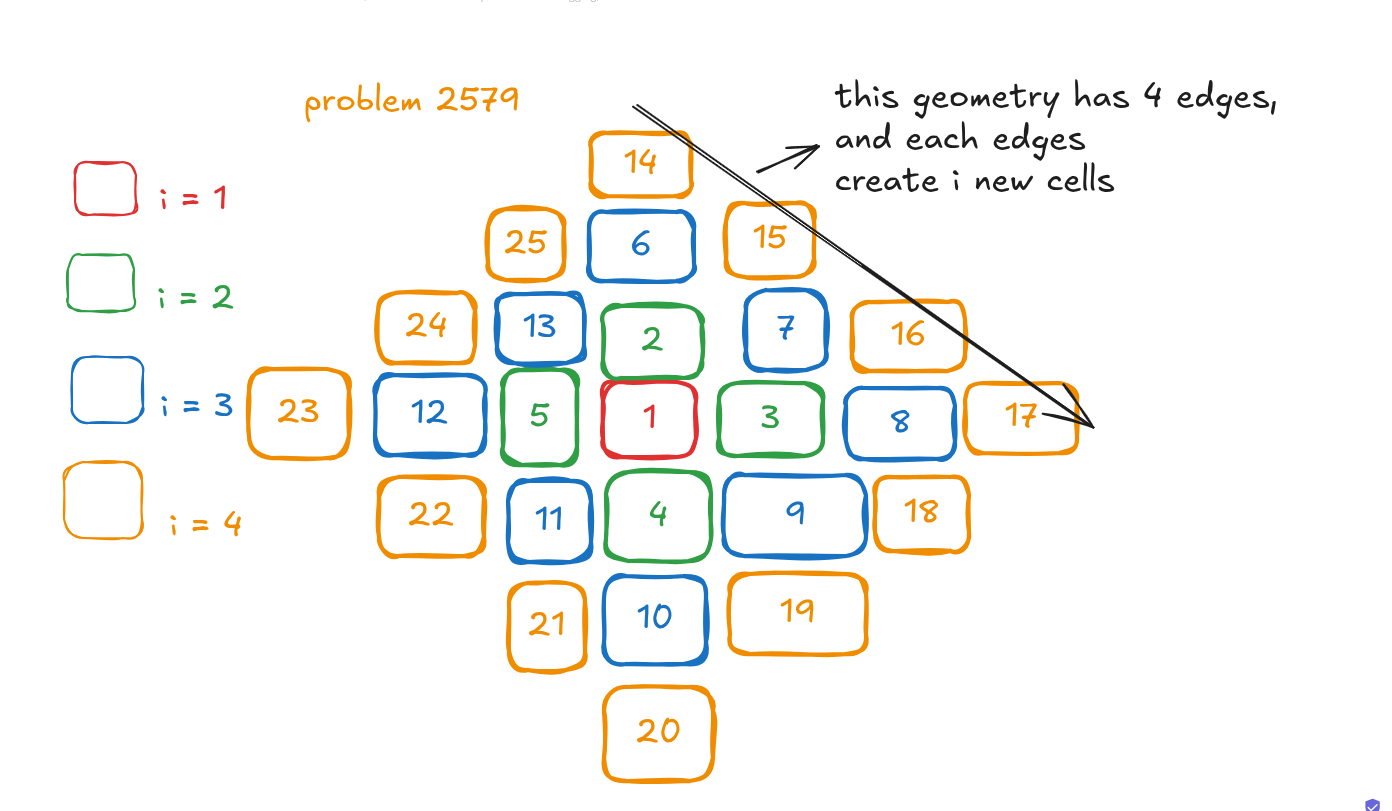 problem 2579
this geometry has 4 edges,
and each edges
create i new cells
14
25 6 15
i = 1
i = 2
24 13 2 7 16
i = 3 23 12 5 1 3 8 17
22 11 4 9 18
i = 4
21 10 19
20